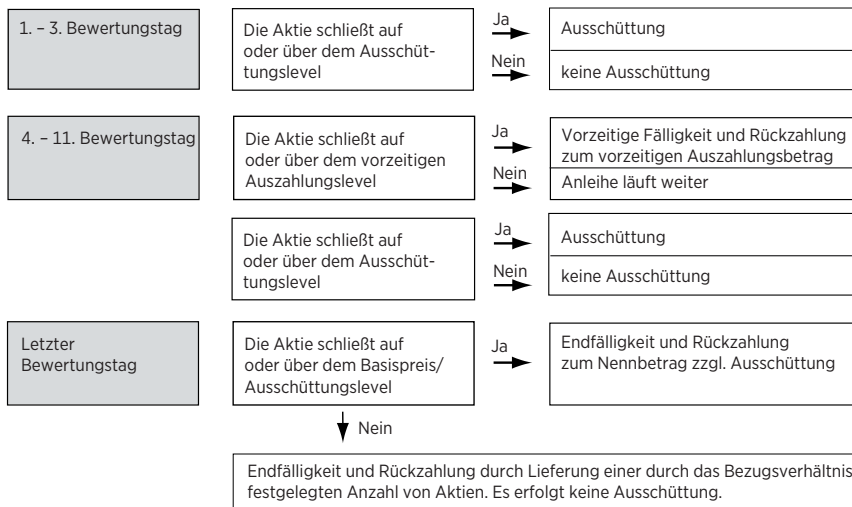 1. – 3. Bewertungstag
Die Aktie schließt auf
oder über dem Ausschüt-
tungslevel
Ja
Nein
Ausschüttung
keine Ausschüttung
4. – 11. Bewertungstag
Die Aktie schließt auf
oder über dem vorzeitigen
Auszahlungslevel
Ja
Nein
Vorzeitige Fälligkeit und Rückzahlung
zum vorzeitigen Auszahlungsbetrag
Anleihe läuft weiter
Die Aktie schließt auf
oder über dem Ausschüt-
tungslevel
Ja
Nein
Ausschüttung
keine Ausschüttung
Letzter
Bewertungstag
Die Aktie schließt auf
oder über dem Basispreis/
Ausschüttungslevel
Ja
Endfälligkeit und Rückzahlung
zum Nennbetrag zzgl. Ausschüttung
Nein
Endfälligkeit und Rückzahlung durch Lieferung einer durch das Bezugsverhältnis
festgelegten Anzahl von Aktien. Es erfolgt keine Ausschüttung.